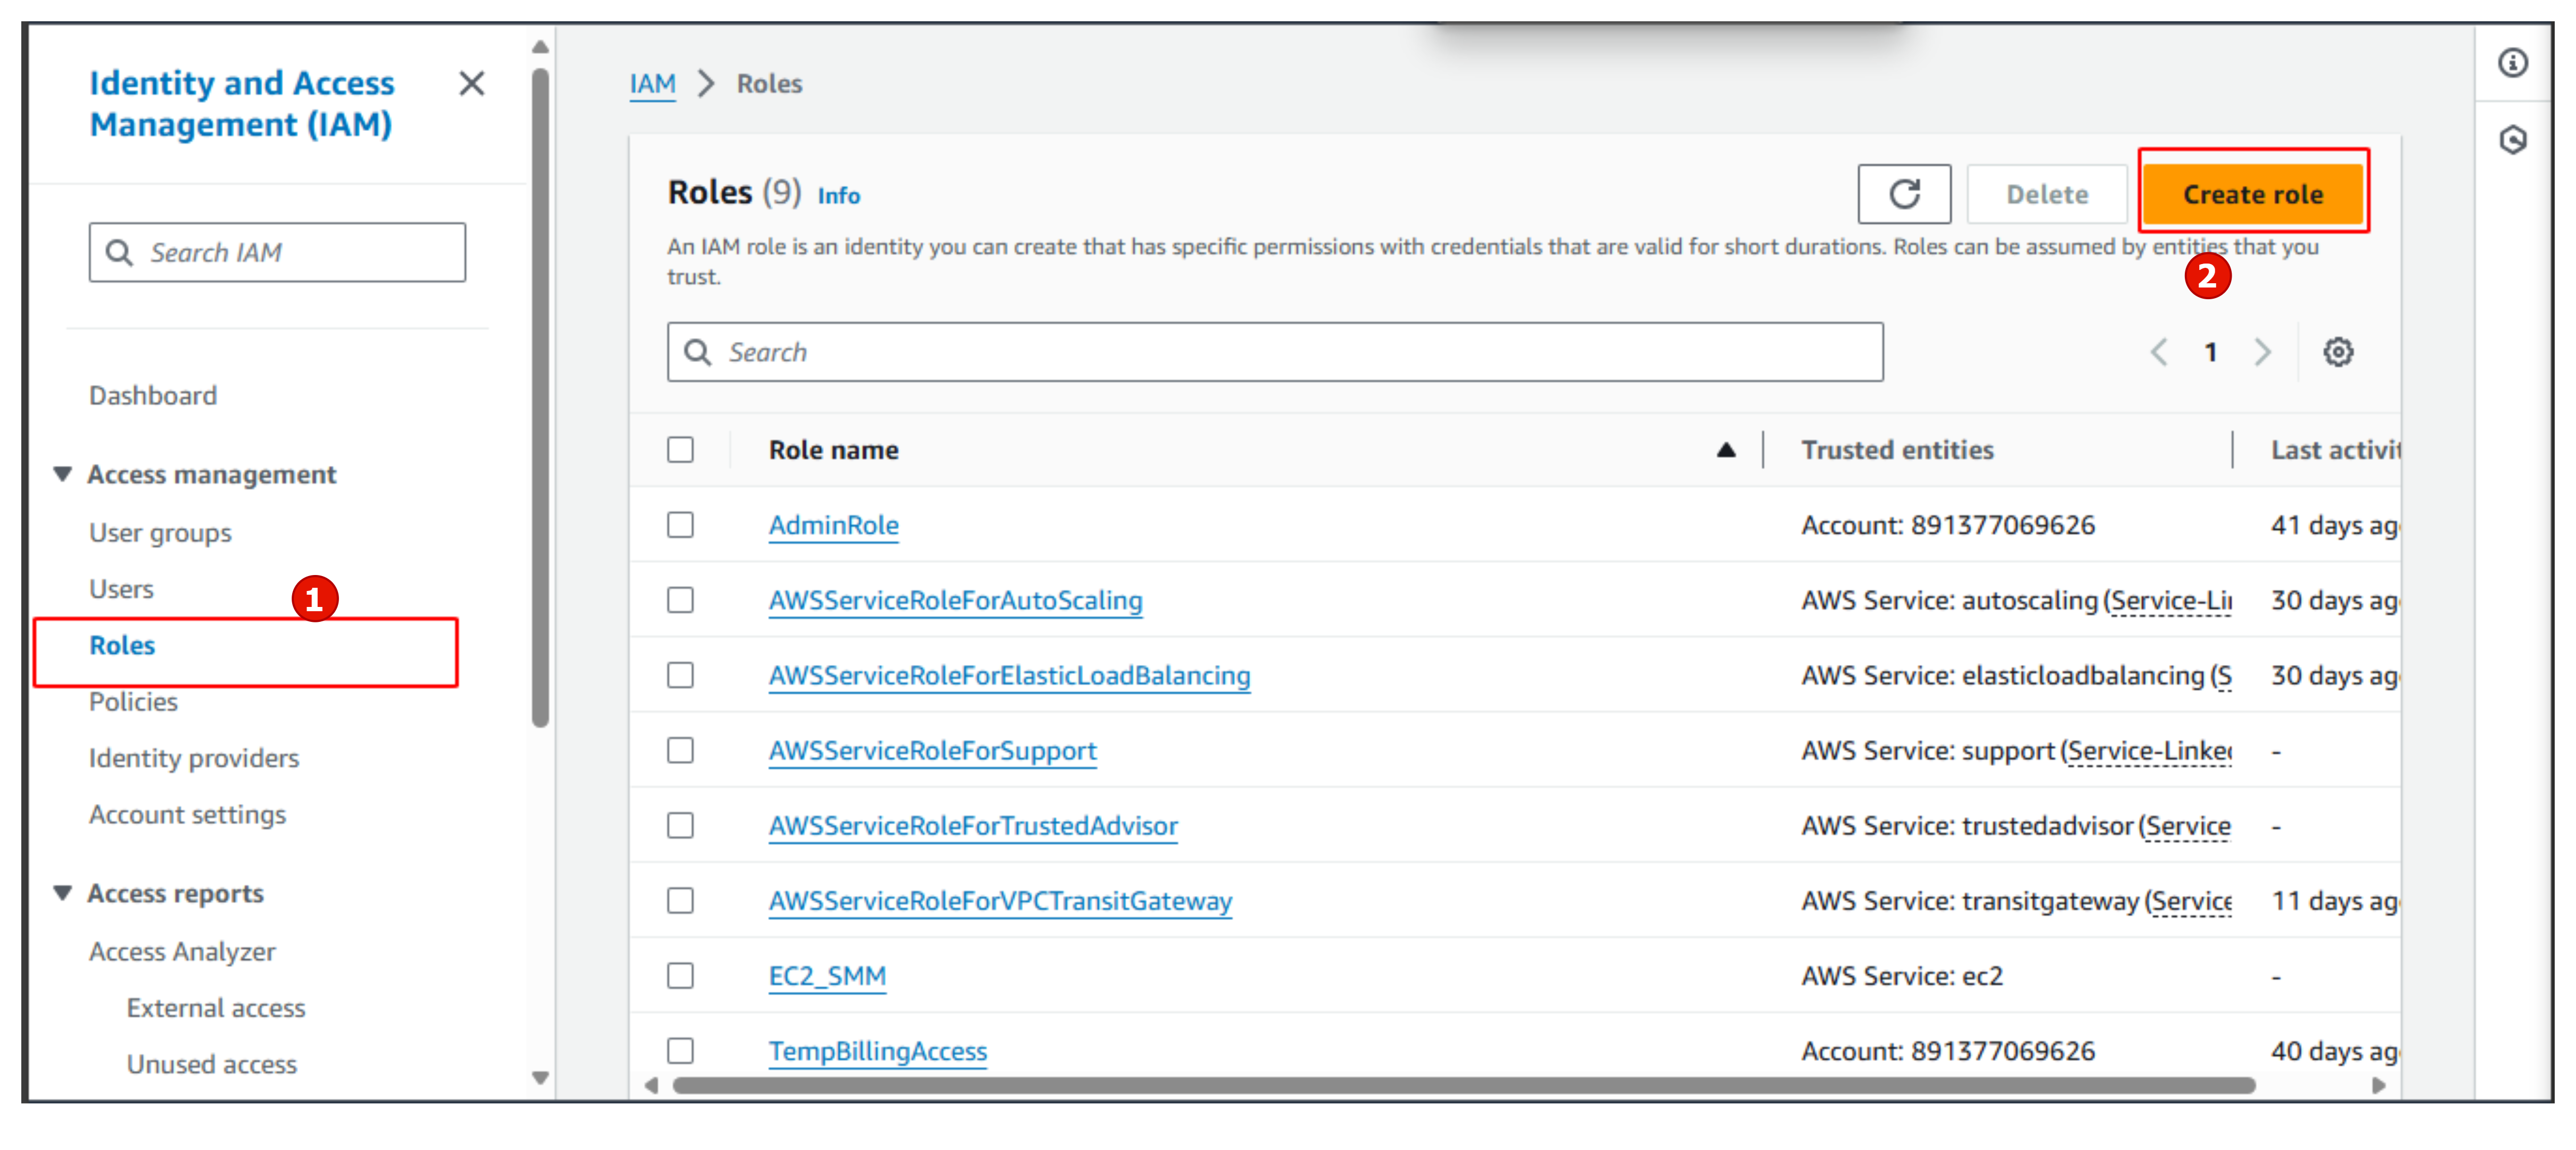 Identity and Access
Management (IAM)
Search IAM
Dashboard
Access management
User groups
Users
1
Roles
Policies
Identity providers
Account settings
Access reports
Access Analyzer
External access
Unused access
IAM > Roles
Roles (9) Info
Delete
Create role
An IAM role is an identity you can create that has specific permissions with credentials that are valid for short durations. Roles can be assumed by entities that you
trust.
2
Search
1
Role name Trusted entities Last activit
AdminRole Account: 891377069626 41 days ag
AWSServiceRoleForAutoScaling AWS Service: autoscaling (Service-Li 30 days ag
AWSServiceRoleForElasticLoadBalancing AWS Service: elasticloadbalancing (S 30 days ag
AWSServiceRoleForSupport AWS Service: support (Service-Linke -
AWSServiceRoleForTrustedAdvisor AWS Service: trustedadvisor (Service -
AWSServiceRoleForVPCTransitGateway AWS Service: transitgateway (Service 11 days ag
EC2_SMM AWS Service: ec2 -
TempBillingAccess Account: 891377069626 40 days ag